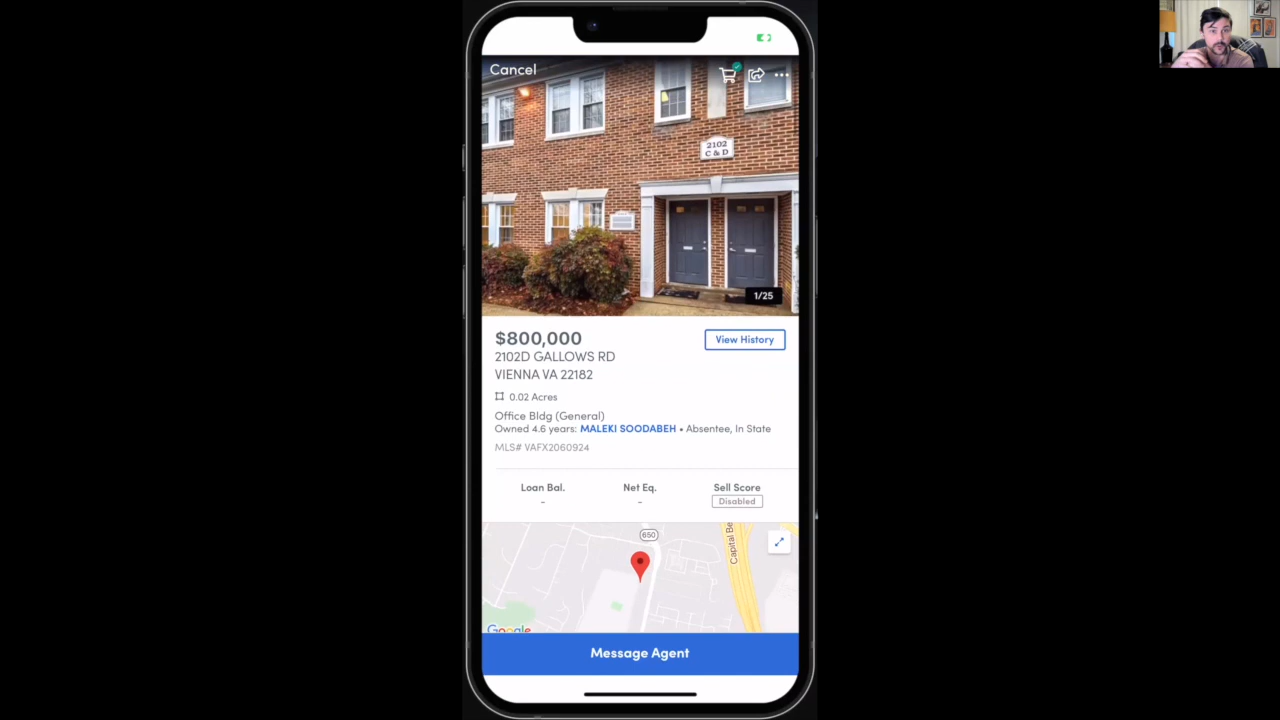 Cancel
2102
C & D
1/25
$800,000
View History
2102D GALLOWS RD
VIENNA VA 22182
0.02 Acres
Office Bldg (General)
Owned 4.6 years: MALEKI SOODABEH • Absentee, In State
MLS# VAFX2060924
Loan Bal.
Net Eq.
Sell Score
-
-
Disabled
650
Capital Be
Google
Message Agent